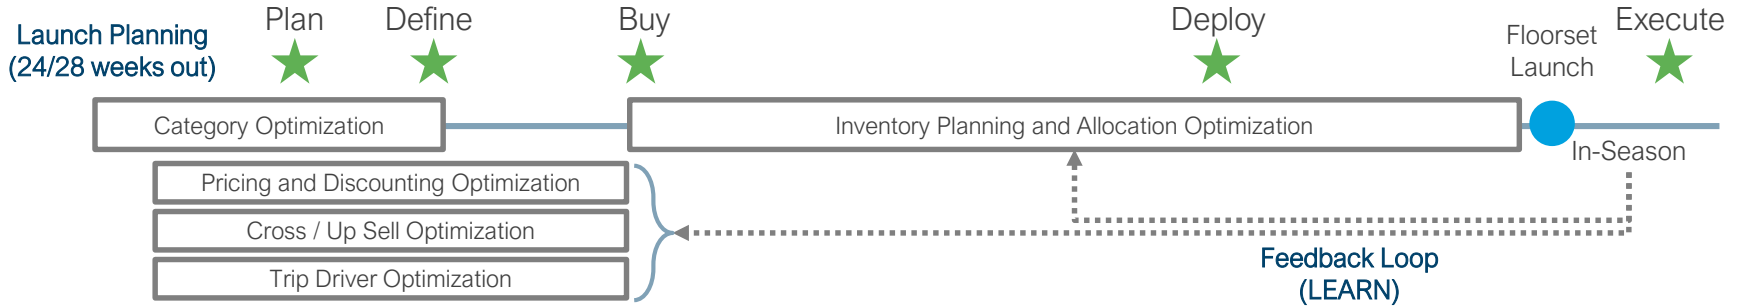 Plan
Define
Buy
Deploy
Execute
Launch Planning
(24/28 weeks out)
Floorset
Launch
Category Optimization
Inventory Planning and Allocation Optimization
In-Season
Pricing and Discounting Optimization
Cross / Up Sell Optimization
Trip Driver Optimization
Feedback Loop
(LEARN)